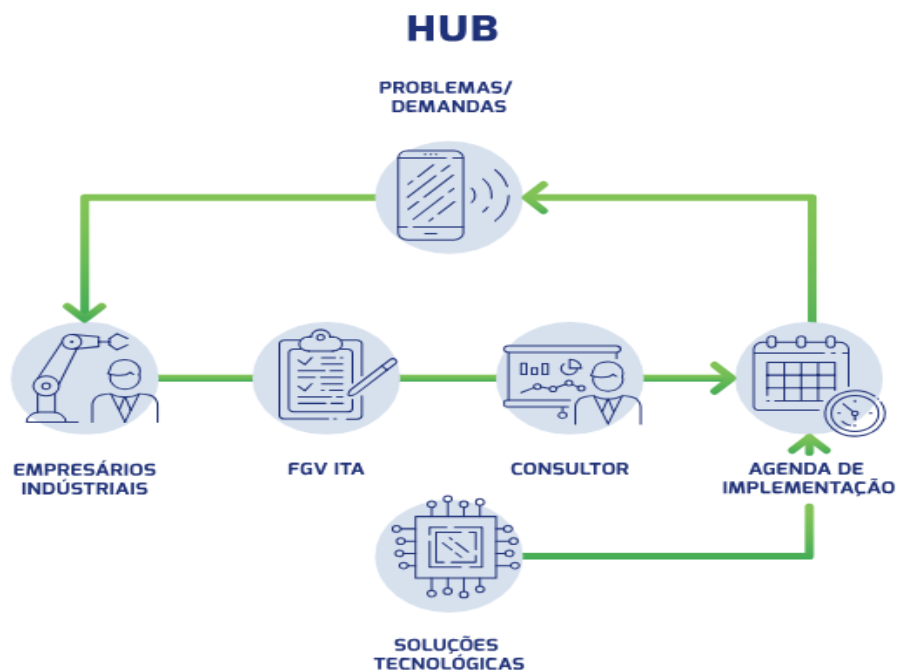 HUB
PROBLEMAS/
DEMANDAS
EMPRESÁRIOS
INDÚSTRIAIS
FGV ITA
CONSULTOR
AGENDA DE
IMPLEMENTAÇÃO
SOLUÇÕES
TECNOLÓGICAS